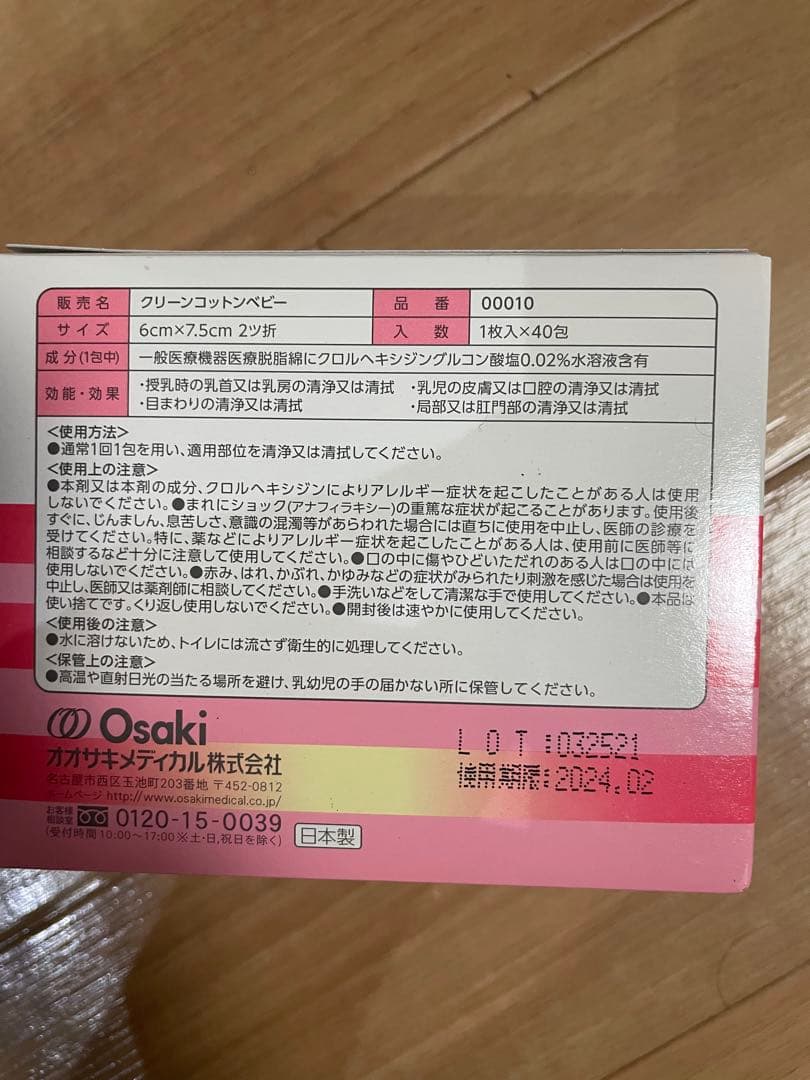 販売名 クリーンコットンベビー 品番 00010
サイズ 6cm×7.5cm 2ツ折 入数 1枚入×40包
成分(1包中) 一般医療機器医療脱脂綿にクロルヘキシジングルコン酸塩0.02%水溶液含有
効能・効果 ・授乳時の乳首又は乳房の清浄又は清拭 ・乳児の皮膚又は口腔の清浄又は清拭
・目まわりの清浄又は清拭 ・局部又は肛門部の清浄又は清拭
<使用方法>
●通常1回1包を用い、適用部位を清浄又は清拭してください。
<使用上の注意>
●本剤又は本剤の成分、クロルヘキシジンによりアレルギー症状を起こしたことがある人は使用
しないでください。●まれにショック(アナフィラキシー)の重篤な症状が起こることがあります。使用後
すぐに、じんましん、息苦しさ、意識の混濁等があらわれた場合には直ちに使用を中止し、医師の診療を
受けてください。特に、薬などによりアレルギー症状を起こしたことがある人は、使用前に医師等に
相談するなど十分に注意して使用してください。●口の中に傷やひどいただれのある人は口の中には
使用しないでください。●赤み、はれ、かぶれ、かゆみなどの症状がみられたり刺激を感じた場合は使用を
中止し、医師又は薬剤師に相談してください。●手洗いなどをして清潔な手で使用してください。●本品は
使い捨てです。くり返し使用しないでください。●開封後は速やかに使用してください。
<使用後の注意>
●水に溶けないため、トイレには流さず衛生的に処理してください。
<保管上の注意>
●高温や直射日光の当たる場所を避け、乳幼児の手の届かない所に保管してください。
Osaki
オオサキメディカル株式会社
名古屋市西区玉池町203番地 〒452-0812
ホームページ http://www.osakimedical.co.jp/
お客様相談室 0120-15-0039
(受付時間10:00〜17:00※土・日,祝日を除く)
日本製
LOT:032521
使用期限:2024.02